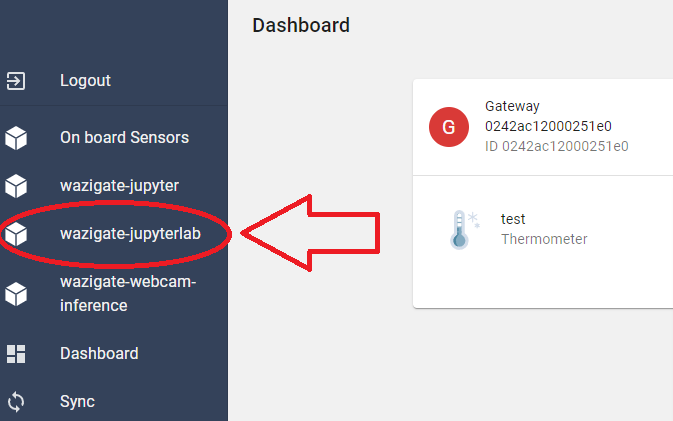 Dashboard
Logout
On board Sensors
wazigate-jupyter
wazigate-jupyterlab
wazigate-webcam-
inference
Dashboard
Sync
G
Gateway
0242ac12000251e0
ID 0242ac12000251e0
test
Thermometer